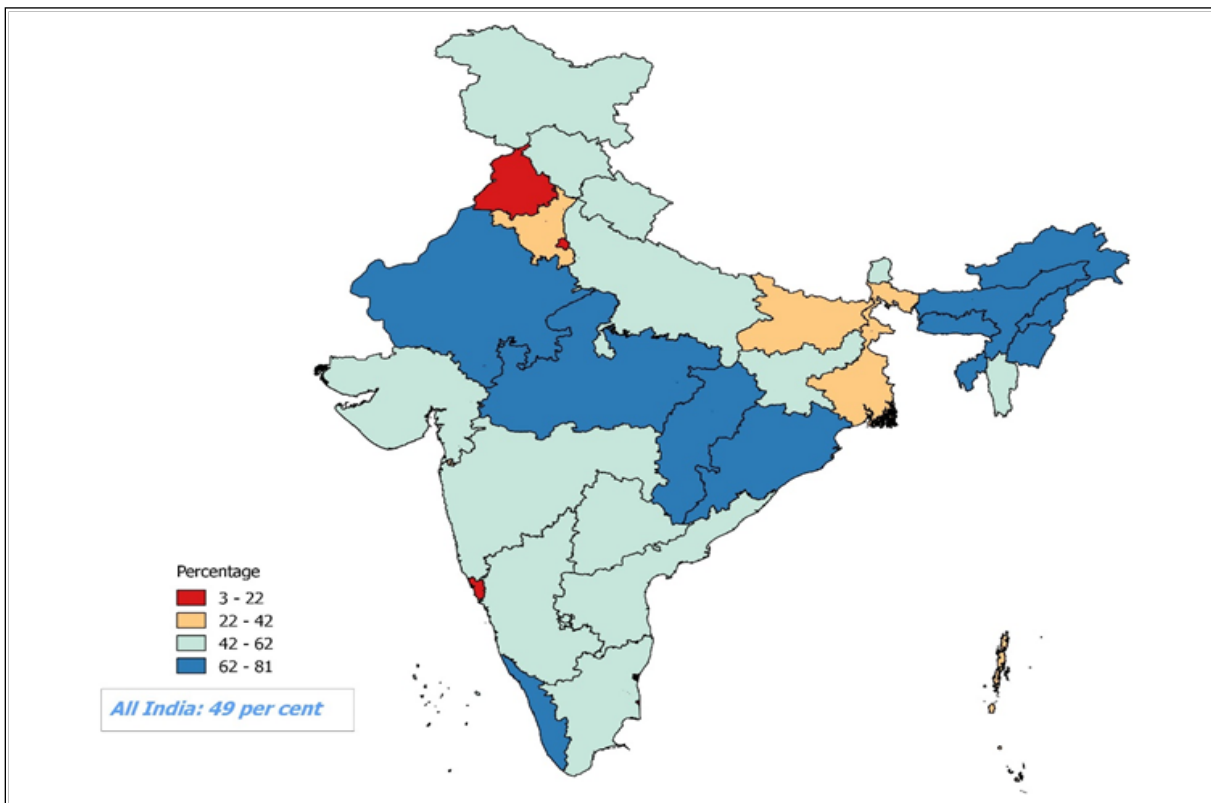 Percentage
3 - 22
22 - 42
42 - 62
62 - 81
All India: 49 per cent